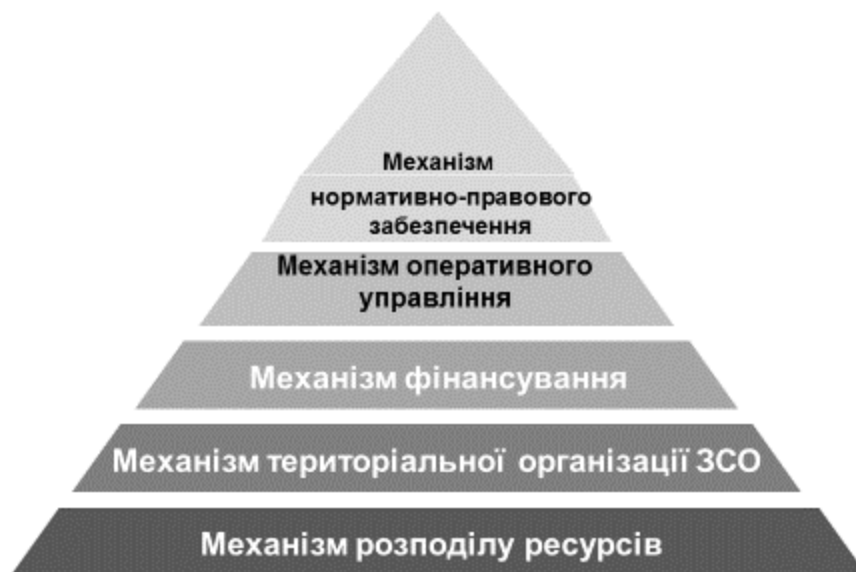 Механізм
нормативно-правового
забезпечення
Механізм оперативного
управління
Механізм фінансування
Механізм територіальної організації ЗСО
Механізм розподілу ресурсів